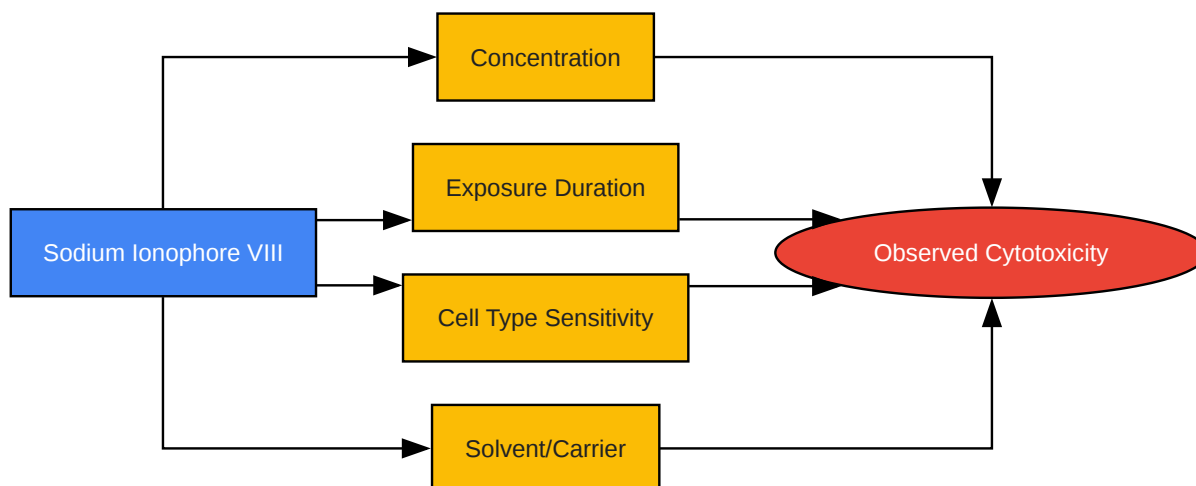 Concentration
Exposure Duration
Sodium Ionophore VIII
Observed Cytotoxicity
Cell Type Sensitivity
Solvent/Carrier